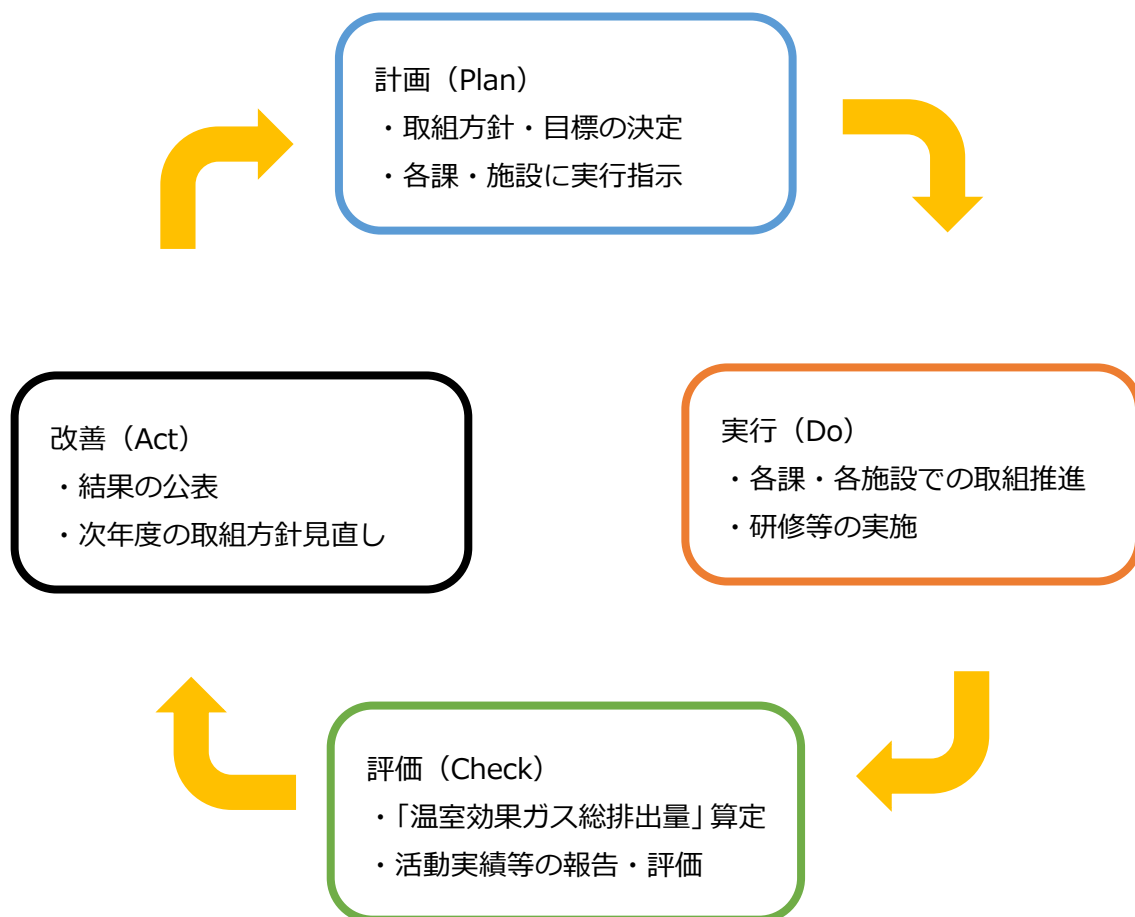 計画（Plan）
・取組方針・目標の決定
・各課・施設に実行指示
実行（Do）
・各課・各施設での取組推進
・研修等の実施
評価（Check）
・「温室効果ガス総排出量」算定
・活動実績等の報告・評価
改善（Act）
・結果の公表
・次年度の取組方針見直し